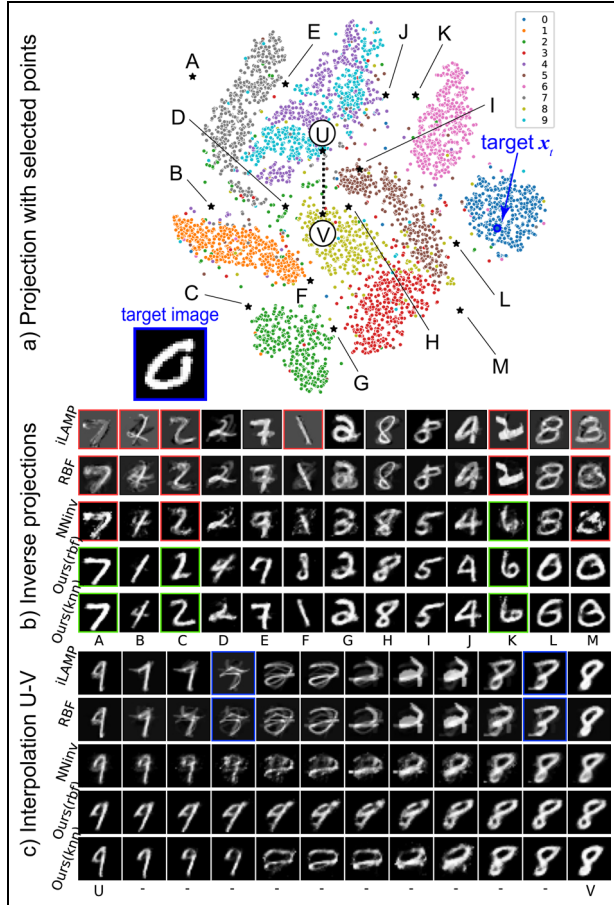 a) Projection with selected points
A
E
J
K
D
I
B
U
V
C
F
G
H
L
M
0
1
2
3
4
5
6
7
8
9
target x_t
target image
b) Inverse projections
iLAMP
RBF
NNinv
Ours(rbf)
Ours(knn)
A B C D E F G H I J K L M
c) Interpolation U-V
iLAMP
RBF
NNinv
Ours(rbf)
Ours(knn)
U - - - - - - - - - - - V